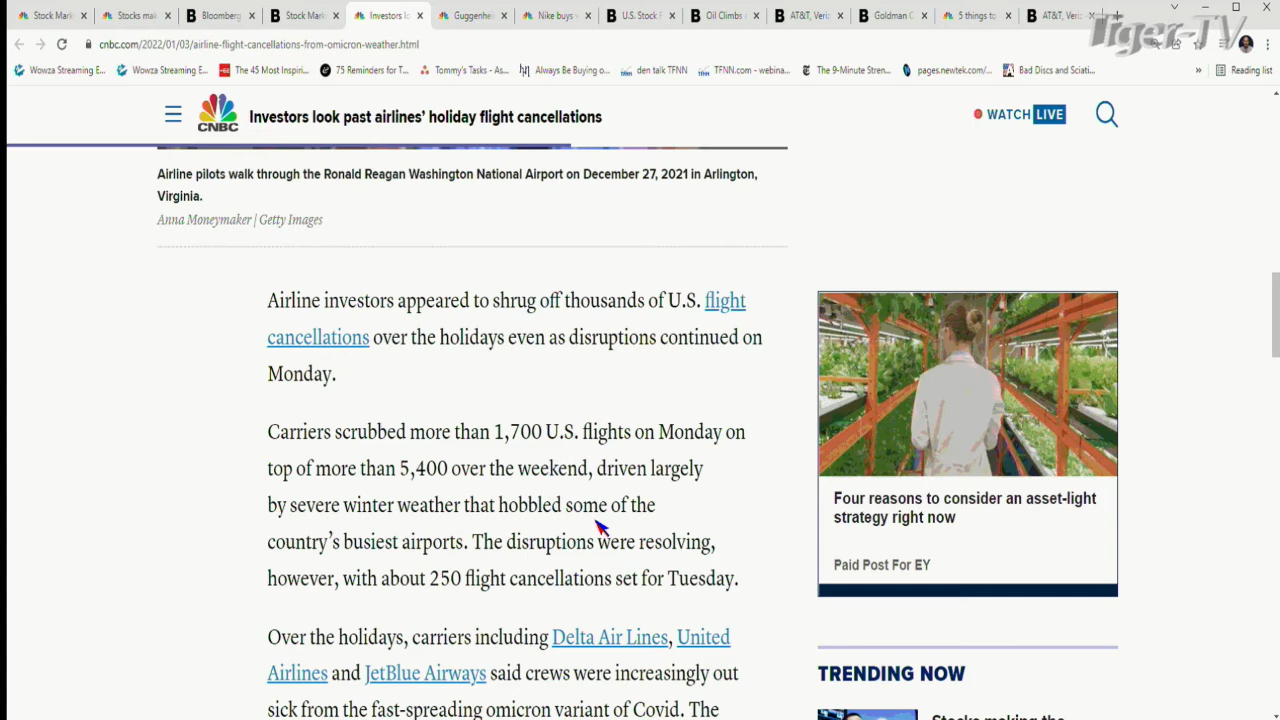 Stock Mark
Stocks mak
Bloomberg
Stock Mark
Investors lo
Guggenhei
Nike buys v
U.S. Stock F
Oil Climbs o
AT&T, Veriz
Goldman C
5 things to
AT&T, Veriz
Tiger-TV
cnbc.com/2022/01/03/airline-flight-cancellations-from-omicron-weather.html
Wowza Streaming E...
Wowza Streaming E...
The 45 Most Inspiri...
75 Reminders for T...
Tommy's Tasks - As...
Always Be Buying o...
den talk TFNN
TFNN.com - webina...
The 9-Minute Stren...
pages.newtek.com/...
Bad Discs and Sciati...
»
Reading list
CNBC
Investors look past airlines' holiday flight cancellations
WATCH LIVE
Airline pilots walk through the Ronald Reagan Washington National Airport on December 27, 2021 in Arlington,
Virginia.
Anna Moneymaker | Getty Images
Airline investors appeared to shrug off thousands of U.S. flight
cancellations over the holidays even as disruptions continued on
Monday.
Carriers scrubbed more than 1,700 U.S. flights on Monday on
top of more than 5,400 over the weekend, driven largely
by severe winter weather that hobbled some of the
country's busiest airports. The disruptions were resolving,
however, with about 250 flight cancellations set for Tuesday.
Over the holidays, carriers including Delta Air Lines, United
Airlines and JetBlue Airways said crews were increasingly out
sick from the fast-spreading omicron variant of Covid. The
Four reasons to consider an asset-light
strategy right now
Paid Post For EY
TRENDING NOW
Stocks making the